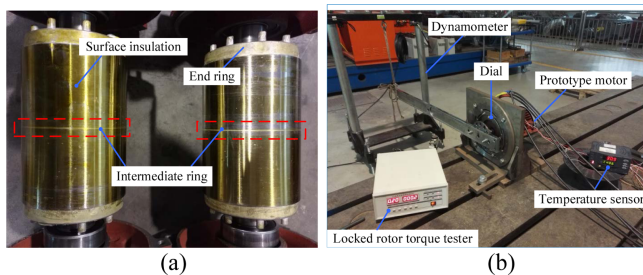 (a)
Surface insulation
End ring
Intermediate ring
(b)
Dynamometer
Dial
Prototype motor
Temperature sensor
Locked rotor torque tester
(a)
(b)